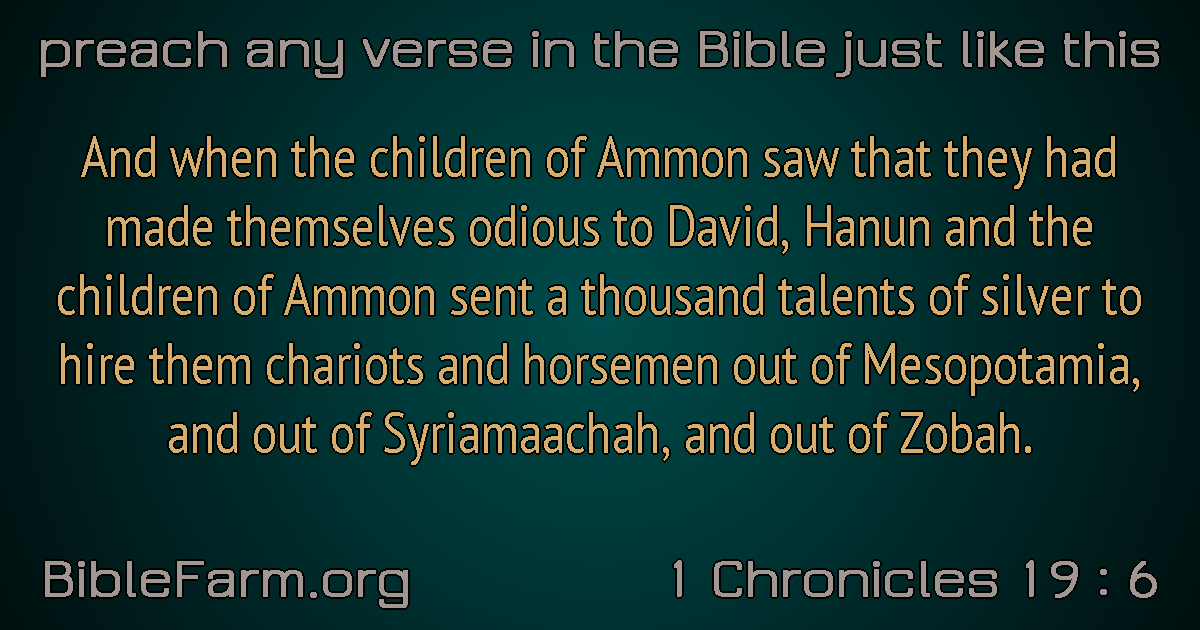 preach any verse in the Bible just like this
And when the children of Ammon saw that they had
made themselves odious to David, Hanun and the
children of Ammon sent a thousand talents of silver to
hire them chariots and horsemen out of Mesopotamia,
and out of Syriamaachah, and out of Zobah.
BibleFarm.org
1 Chronicles 19 : 6